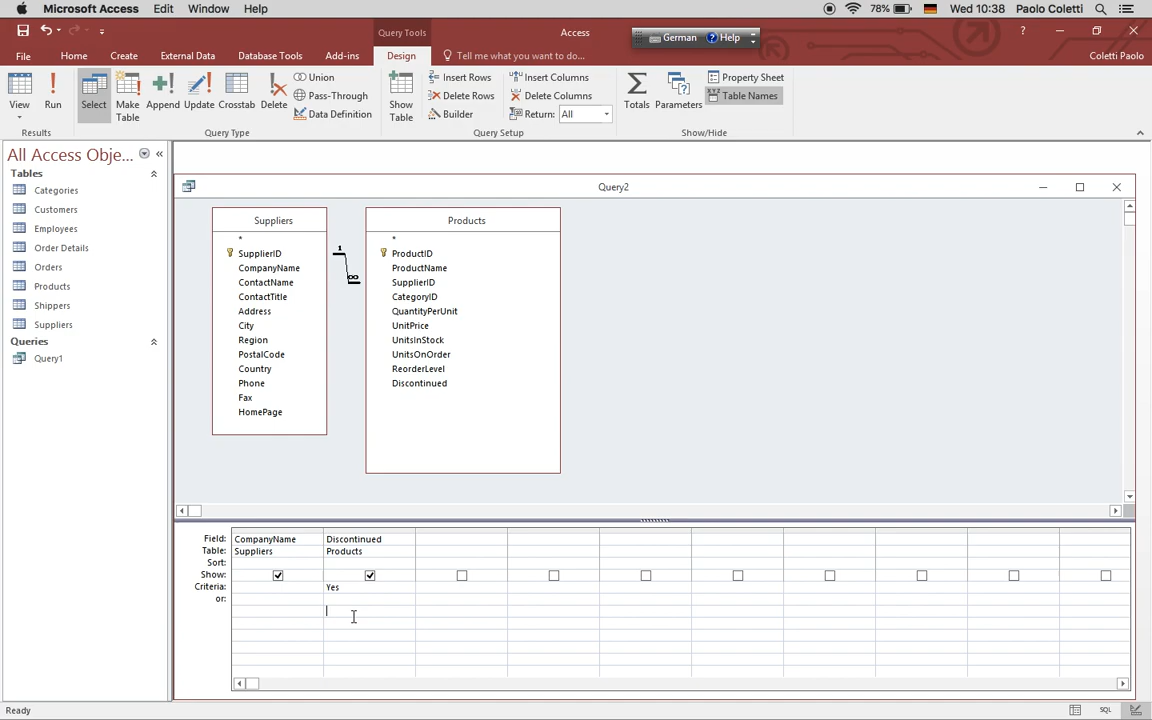 Microsoft Access Edit Window Help 78% Wed 10:38 Paolo Coletti
Query Tools Access German Help ?
File Home Create External Data Database Tools Add-ins Design Tell me what you want to do... Coletti Paolo
View Run Select Make Table Append Update Crosstab Delete
Union
Pass-Through
Data Definition
Show Table
Insert Rows Insert Columns
Delete Rows Delete Columns
Builder Return: All
Totals Parameters
Property Sheet
XYZ Table Names
Results Query Type Query Setup Show/Hide
All Access Obje... «
Tables
Categories
Customers
Employees
Order Details
Orders
Products
Shippers
Suppliers
Queries
Query1
Query2
Suppliers
*
SupplierID
CompanyName
ContactName
ContactTitle
Address
City
Region
PostalCode
Country
Phone
Fax
HomePage
1
∞
Products
*
ProductID
ProductName
SupplierID
CategoryID
QuantityPerUnit
UnitPrice
UnitsInStock
UnitsOnOrder
ReorderLevel
Discontinued
Field: CompanyName Discontinued
Table: Suppliers Products
Sort:
Show:
Criteria: Yes
or:
Ready SQL